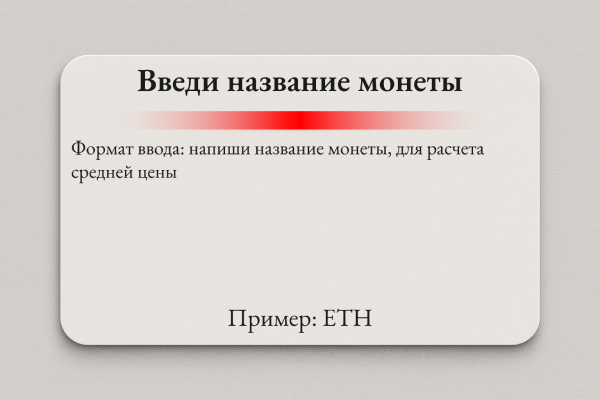 Введи название монеты
Формат ввода: напиши название монеты, для расчета
средней цены
Пример: ETH